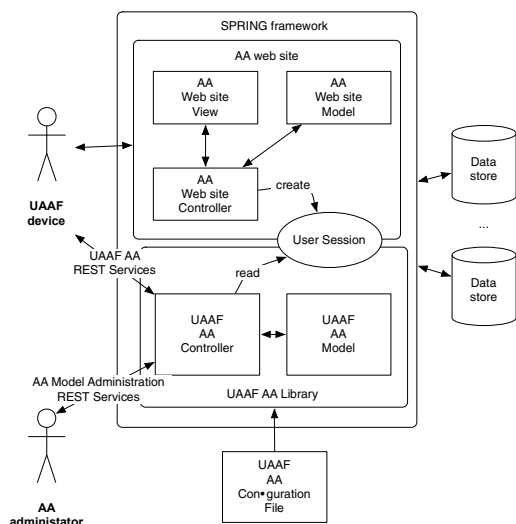 SPRING framework
AA web site
AA
Web site
View
AA
Web site
Model
AA
Web site
Controller
create
User Session
UAAF
device
UAAF AA
REST Services
read
UAAF
AA
Controller
UAAF
AA
Model
UAAF AA Library
AA Model Administration
REST Services
AA
administator
UAAF
AA
Con•guration
File
Data
store
...
Data
store